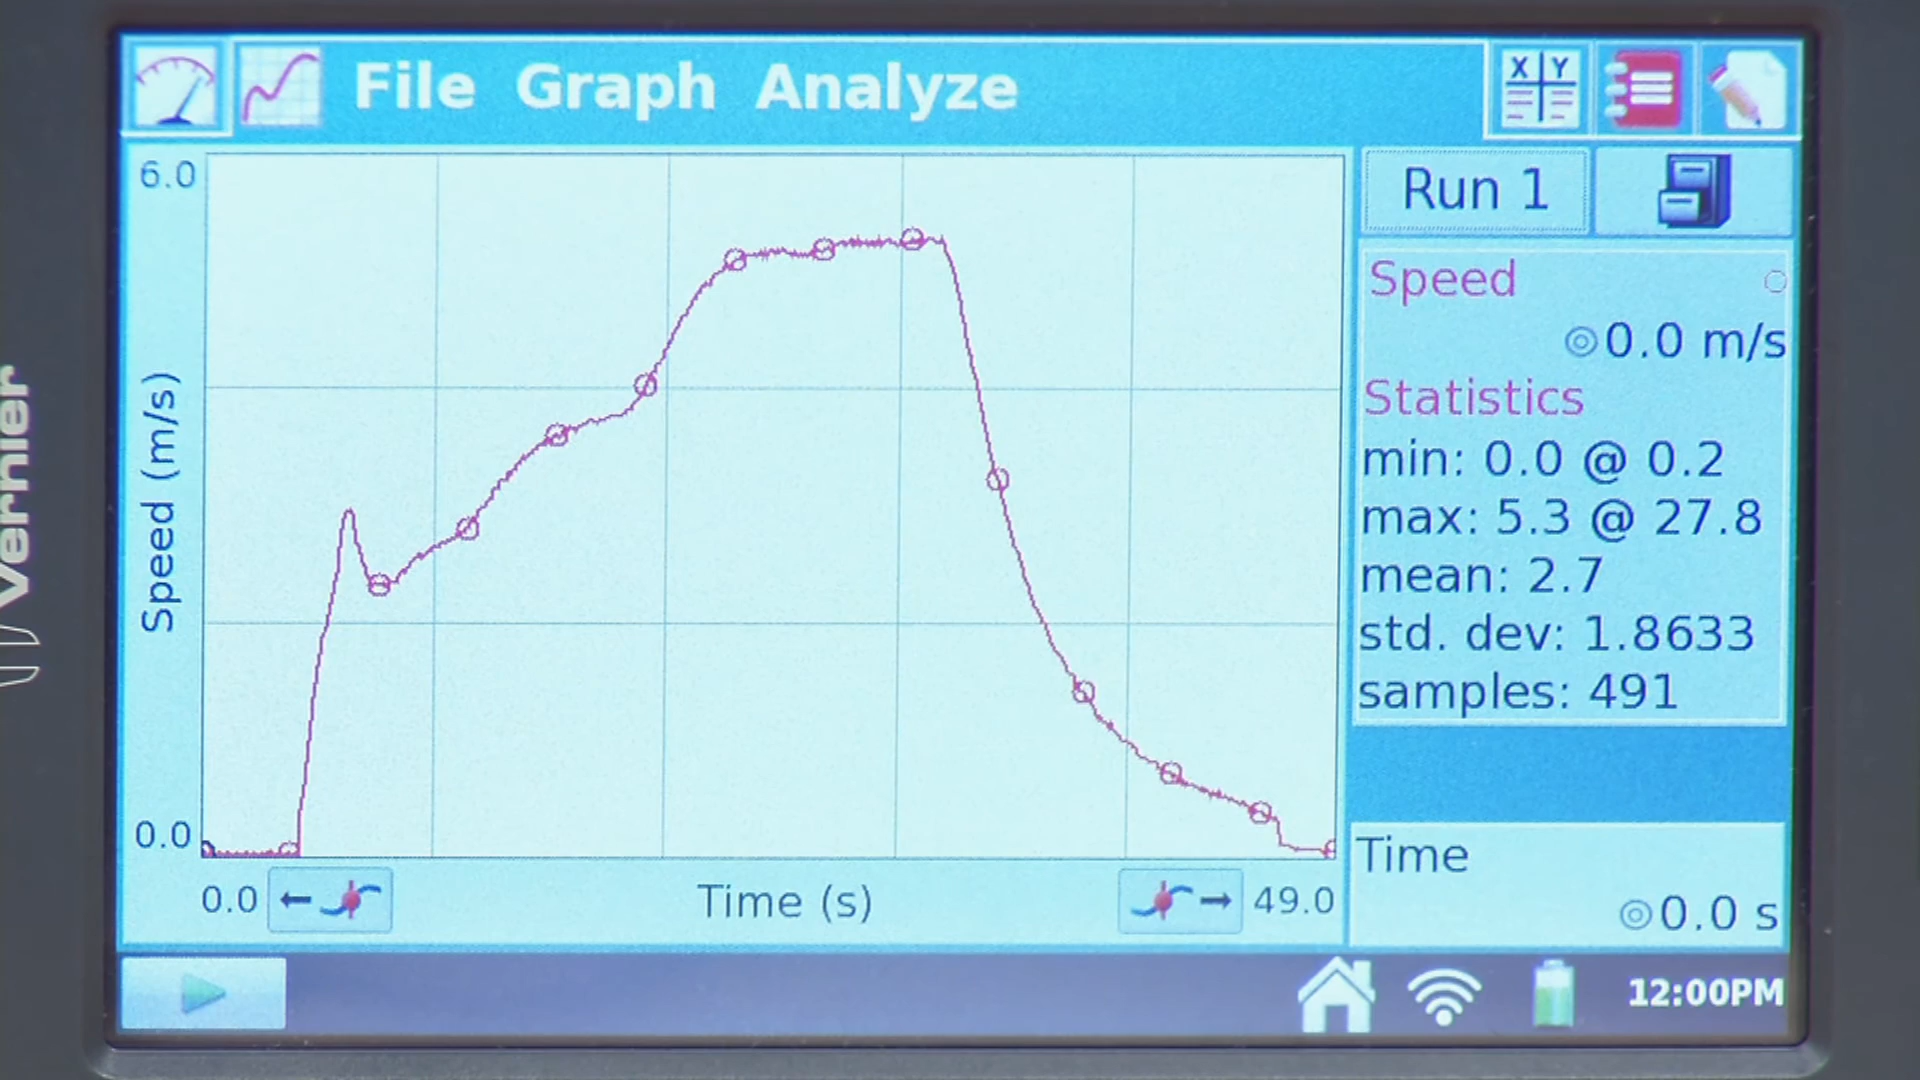 File Graph Analyze
X Y
6.0
Run 1
Speed
0.0 m/s
Statistics
min: 0.0 @ 0.2
max: 5.3 @ 27.8
mean: 2.7
std. dev: 1.8633
samples: 491
Speed (m/s)
0.0
0.0
Time (s)
49.0
Time
0.0 s
12:00PM
Vernier